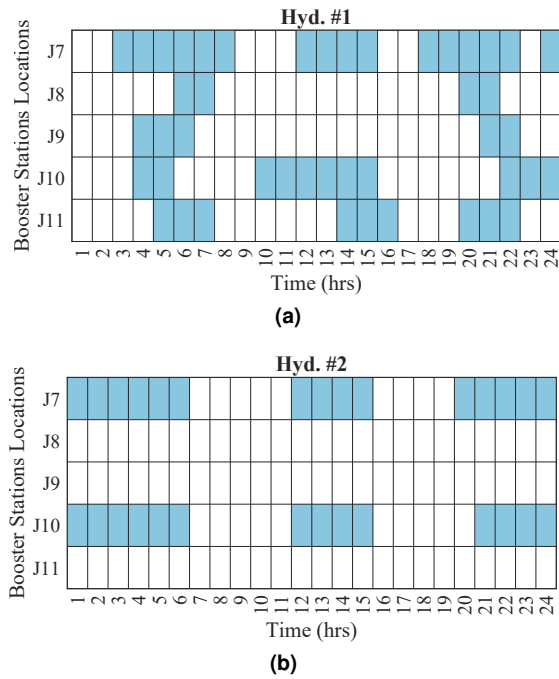 Hyd. #1
Booster Stations Locations
J7
J8
J9
J10
J11
1 2 3 4 5 6 7 8 9 10 11 12 13 14 15 16 17 18 19 20 21 22 23 24
Time (hrs)
(a)
Hyd. #2
Booster Stations Locations
J7
J8
J9
J10
J11
1 2 3 4 5 6 7 8 9 10 11 12 13 14 15 16 17 18 19 20 21 22 23 24
Time (hrs)
(b)